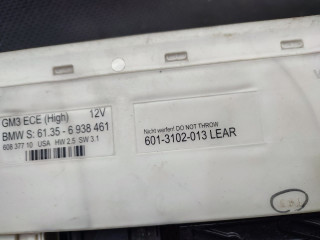 GM3 ECE (High) 12V
BMW S: 61.35 - 6 938 461
608 377 10 USA HW 2.5 SW 3.1
Nicht werfen! DO NOT THROW
601-3102-013 LEAR